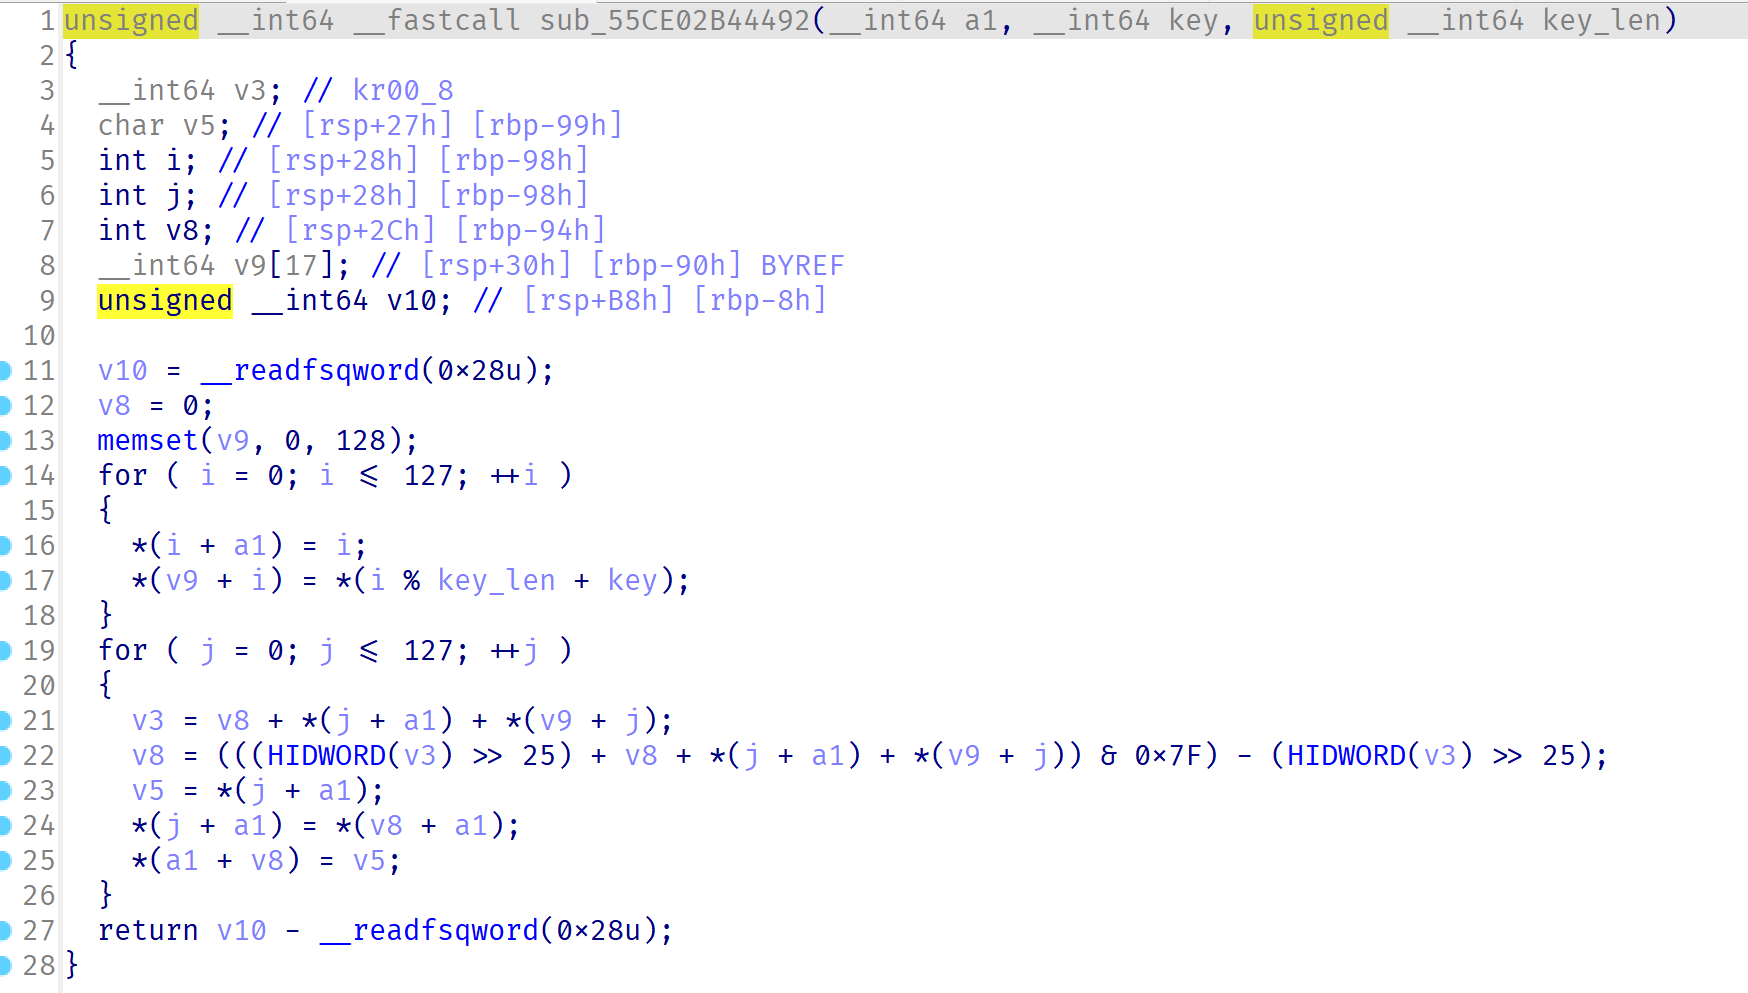 1 unsigned __int64 __fastcall sub_55CE02B44492(__int64 a1, __int64 key, unsigned __int64 key_len)
2 {
3   __int64 v3; // kr00_8
4   char v5; // [rsp+27h] [rbp-99h]
5   int i; // [rsp+28h] [rbp-98h]
6   int j; // [rsp+28h] [rbp-98h]
7   int v8; // [rsp+2Ch] [rbp-94h]
8   __int64 v9[17]; // [rsp+30h] [rbp-90h] BYREF
9   unsigned __int64 v10; // [rsp+B8h] [rbp-8h]
10
11   v10 = __readfsqword(0×28u);
12   v8 = 0;
13   memset(v9, 0, 128);
14   for ( i = 0; i ⩽ 127; ++i )
15   {
16     *(i + a1) = i;
17     *(v9 + i) = *(i % key_len + key);
18   }
19   for ( j = 0; j ⩽ 127; ++j )
20   {
21     v3 = v8 + *(j + a1) + *(v9 + j);
22     v8 = (((HIDWORD(v3) >> 25) + v8 + *(j + a1) + *(v9 + j)) & 0×7F) - (HIDWORD(v3) >> 25);
23     v5 = *(j + a1);
24     *(j + a1) = *(v8 + a1);
25     *(a1 + v8) = v5;
26   }
27   return v10 - __readfsqword(0×28u);
28 }